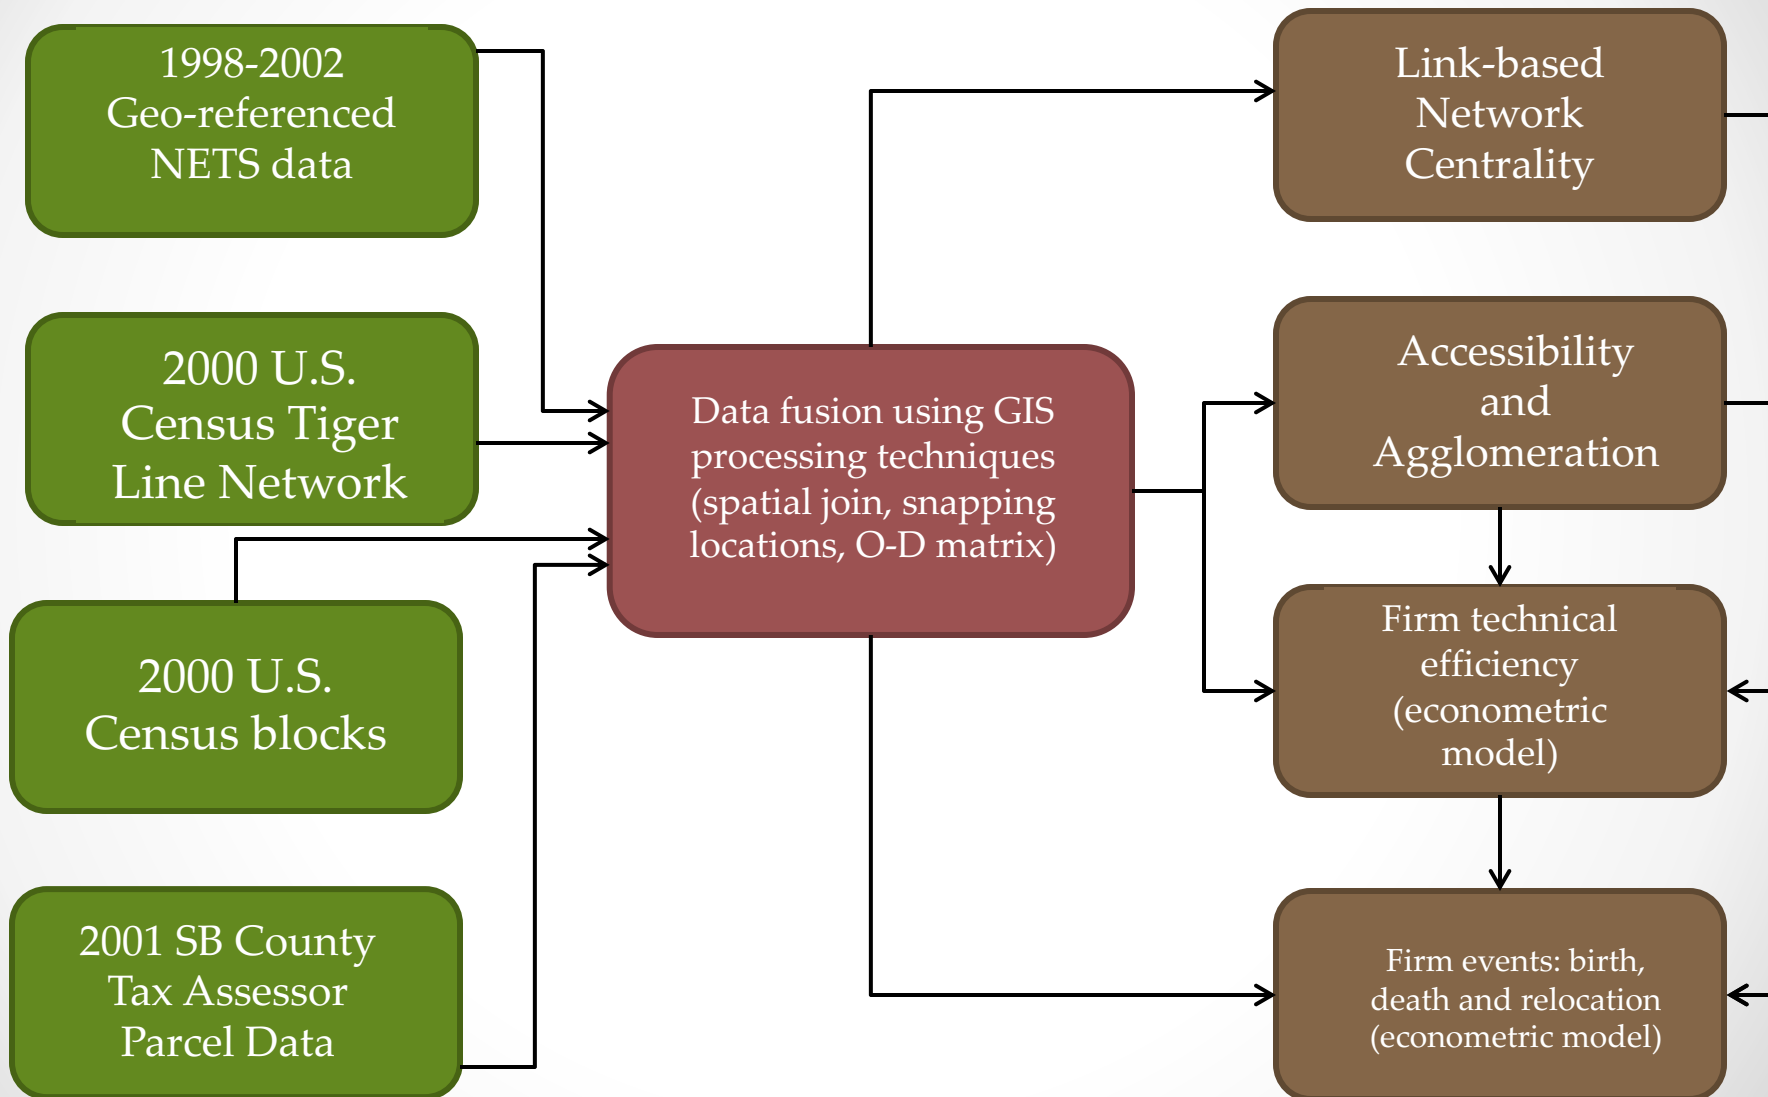 1998-2002
Geo-referenced
NETS data
2000 U.S.
Census Tiger
Line Network
2000 U.S.
Census blocks
2001 SB County
Tax Assessor
Parcel Data
Data fusion using GIS
processing techniques
(spatial join, snapping
locations, O-D matrix)
Link-based
Network
Centrality
Accessibility
and
Agglomeration
Firm technical
efficiency
(econometric
model)
Firm events: birth,
death and relocation
(econometric model)